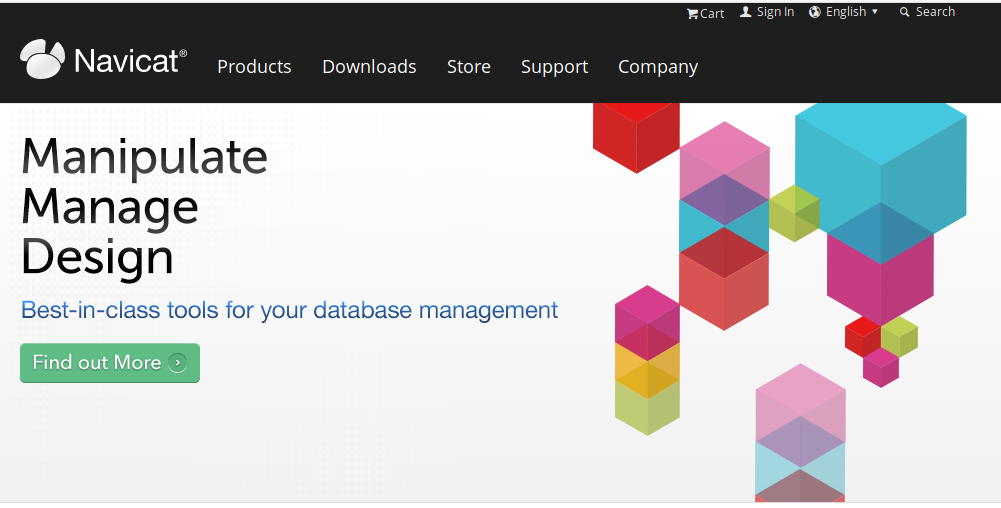 Cart Sign In English ▼ Search
Navicat® Products Downloads Store Support Company
Manipulate
Manage
Design
Best-in-class tools for your database management
Find out More